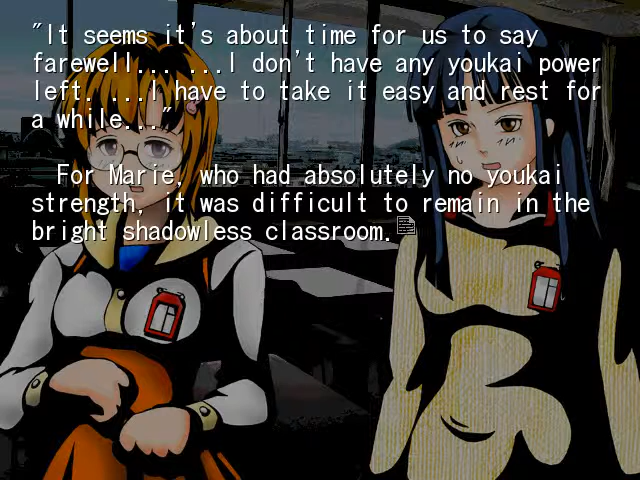 "It seems it's about time for us to say
farewell... ...I don't have any youkai power
left. ...I have to take it easy and rest for
a while..."
For Marie, who had absolutely no youkai
strength, it was difficult to remain in the
bright shadowless classroom.